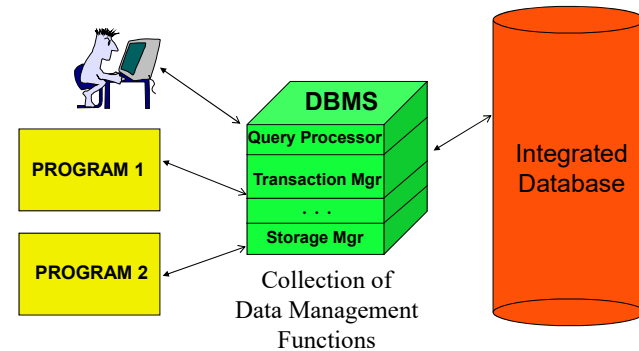 DBMS
Query Processor
Transaction Mgr
. . .
Storage Mgr
PROGRAM 1
PROGRAM 2
Integrated
Database
Collection of
Data Management
Functions